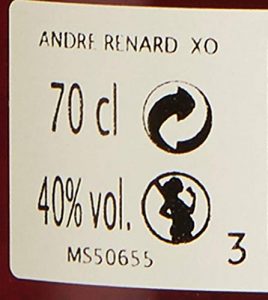 ANDRE RENARD XO
70 cl
40% vol.
MS50655
3